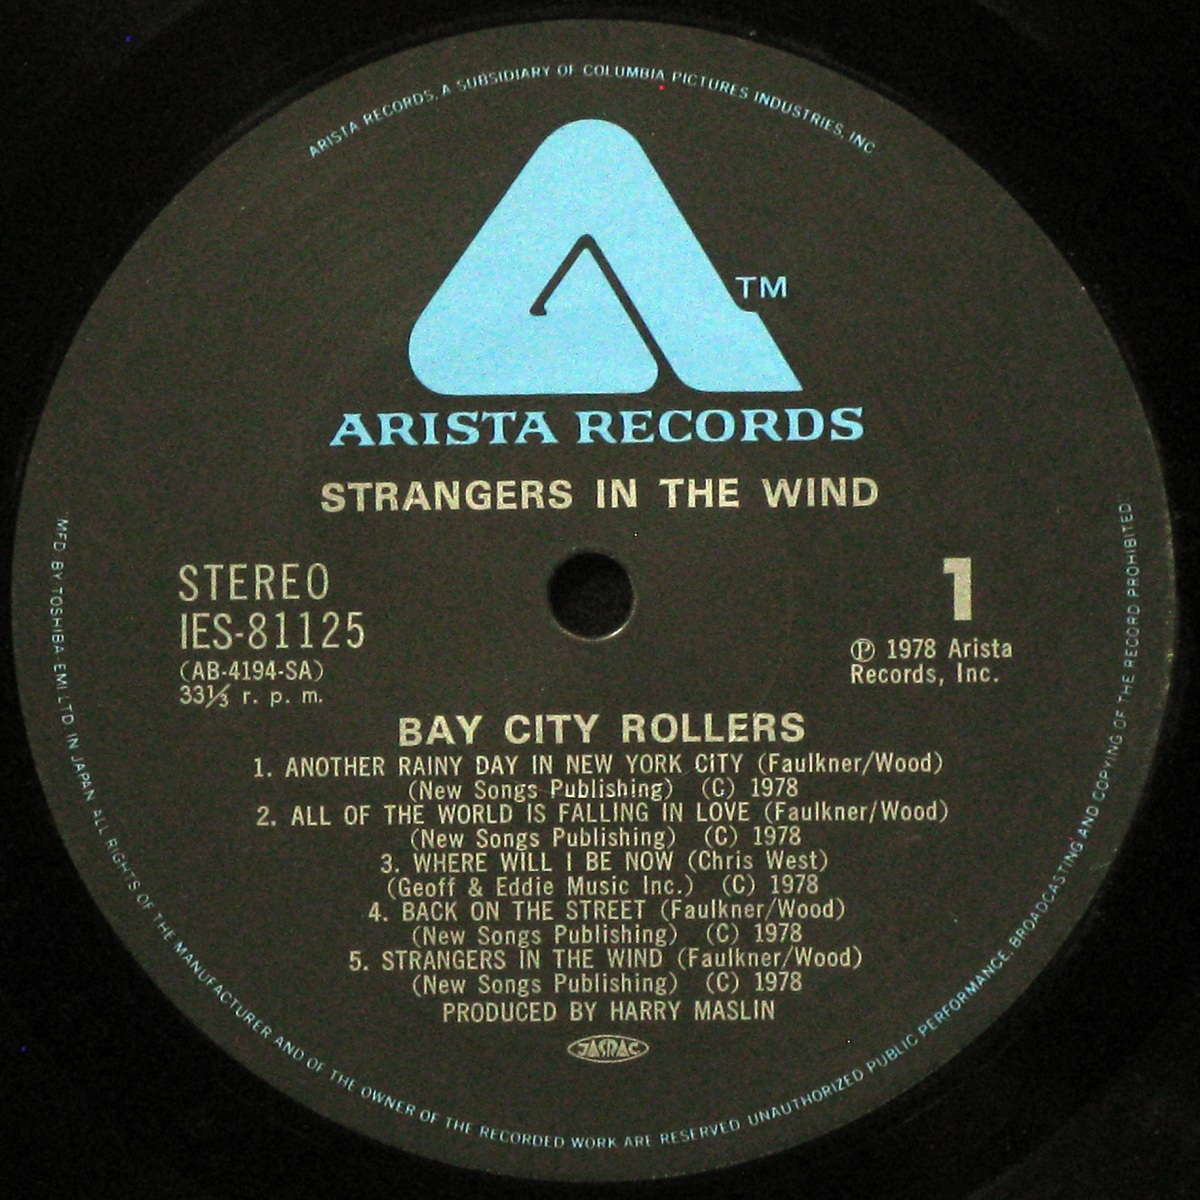 ARISTA RECORDS, A SUBSIDIARY OF COLUMBIA PICTURES INDUSTRIES, INC
TM
ARISTA RECORDS
STRANGERS IN THE WIND
STEREO
IES-81125
(AB-4194-SA)
33⅓ r. p. m.
1
Ⓟ 1978 Arista
Records, Inc.
BAY CITY ROLLERS
1. ANOTHER RAINY DAY IN NEW YORK CITY (Faulkner/Wood)
(New Songs Publishing) (C) 1978
2. ALL OF THE WORLD IS FALLING IN LOVE (Faulkner/Wood)
(New Songs Publishing) (C) 1978
3. WHERE WILL I BE NOW (Chris West)
(Geoff & Eddie Music Inc.) (C) 1978
4. BACK ON THE STREET (Faulkner/Wood)
(New Songs Publishing) (C) 1978
5. STRANGERS IN THE WIND (Faulkner/Wood)
(New Songs Publishing) (C) 1978
PRODUCED BY HARRY MASLIN
JASRAC
MFD BY TOSHIBA-EMI LTD IN JAPAN ALL RIGHTS OF THE MANUFACTURER AND OF THE OWNER OF THE RECORDED WORK ARE RESERVED UNAUTHORIZED PUBLIC PERFORMANCE, BROADCASTING AND COPYING OF THE RECORD PROHIBITED